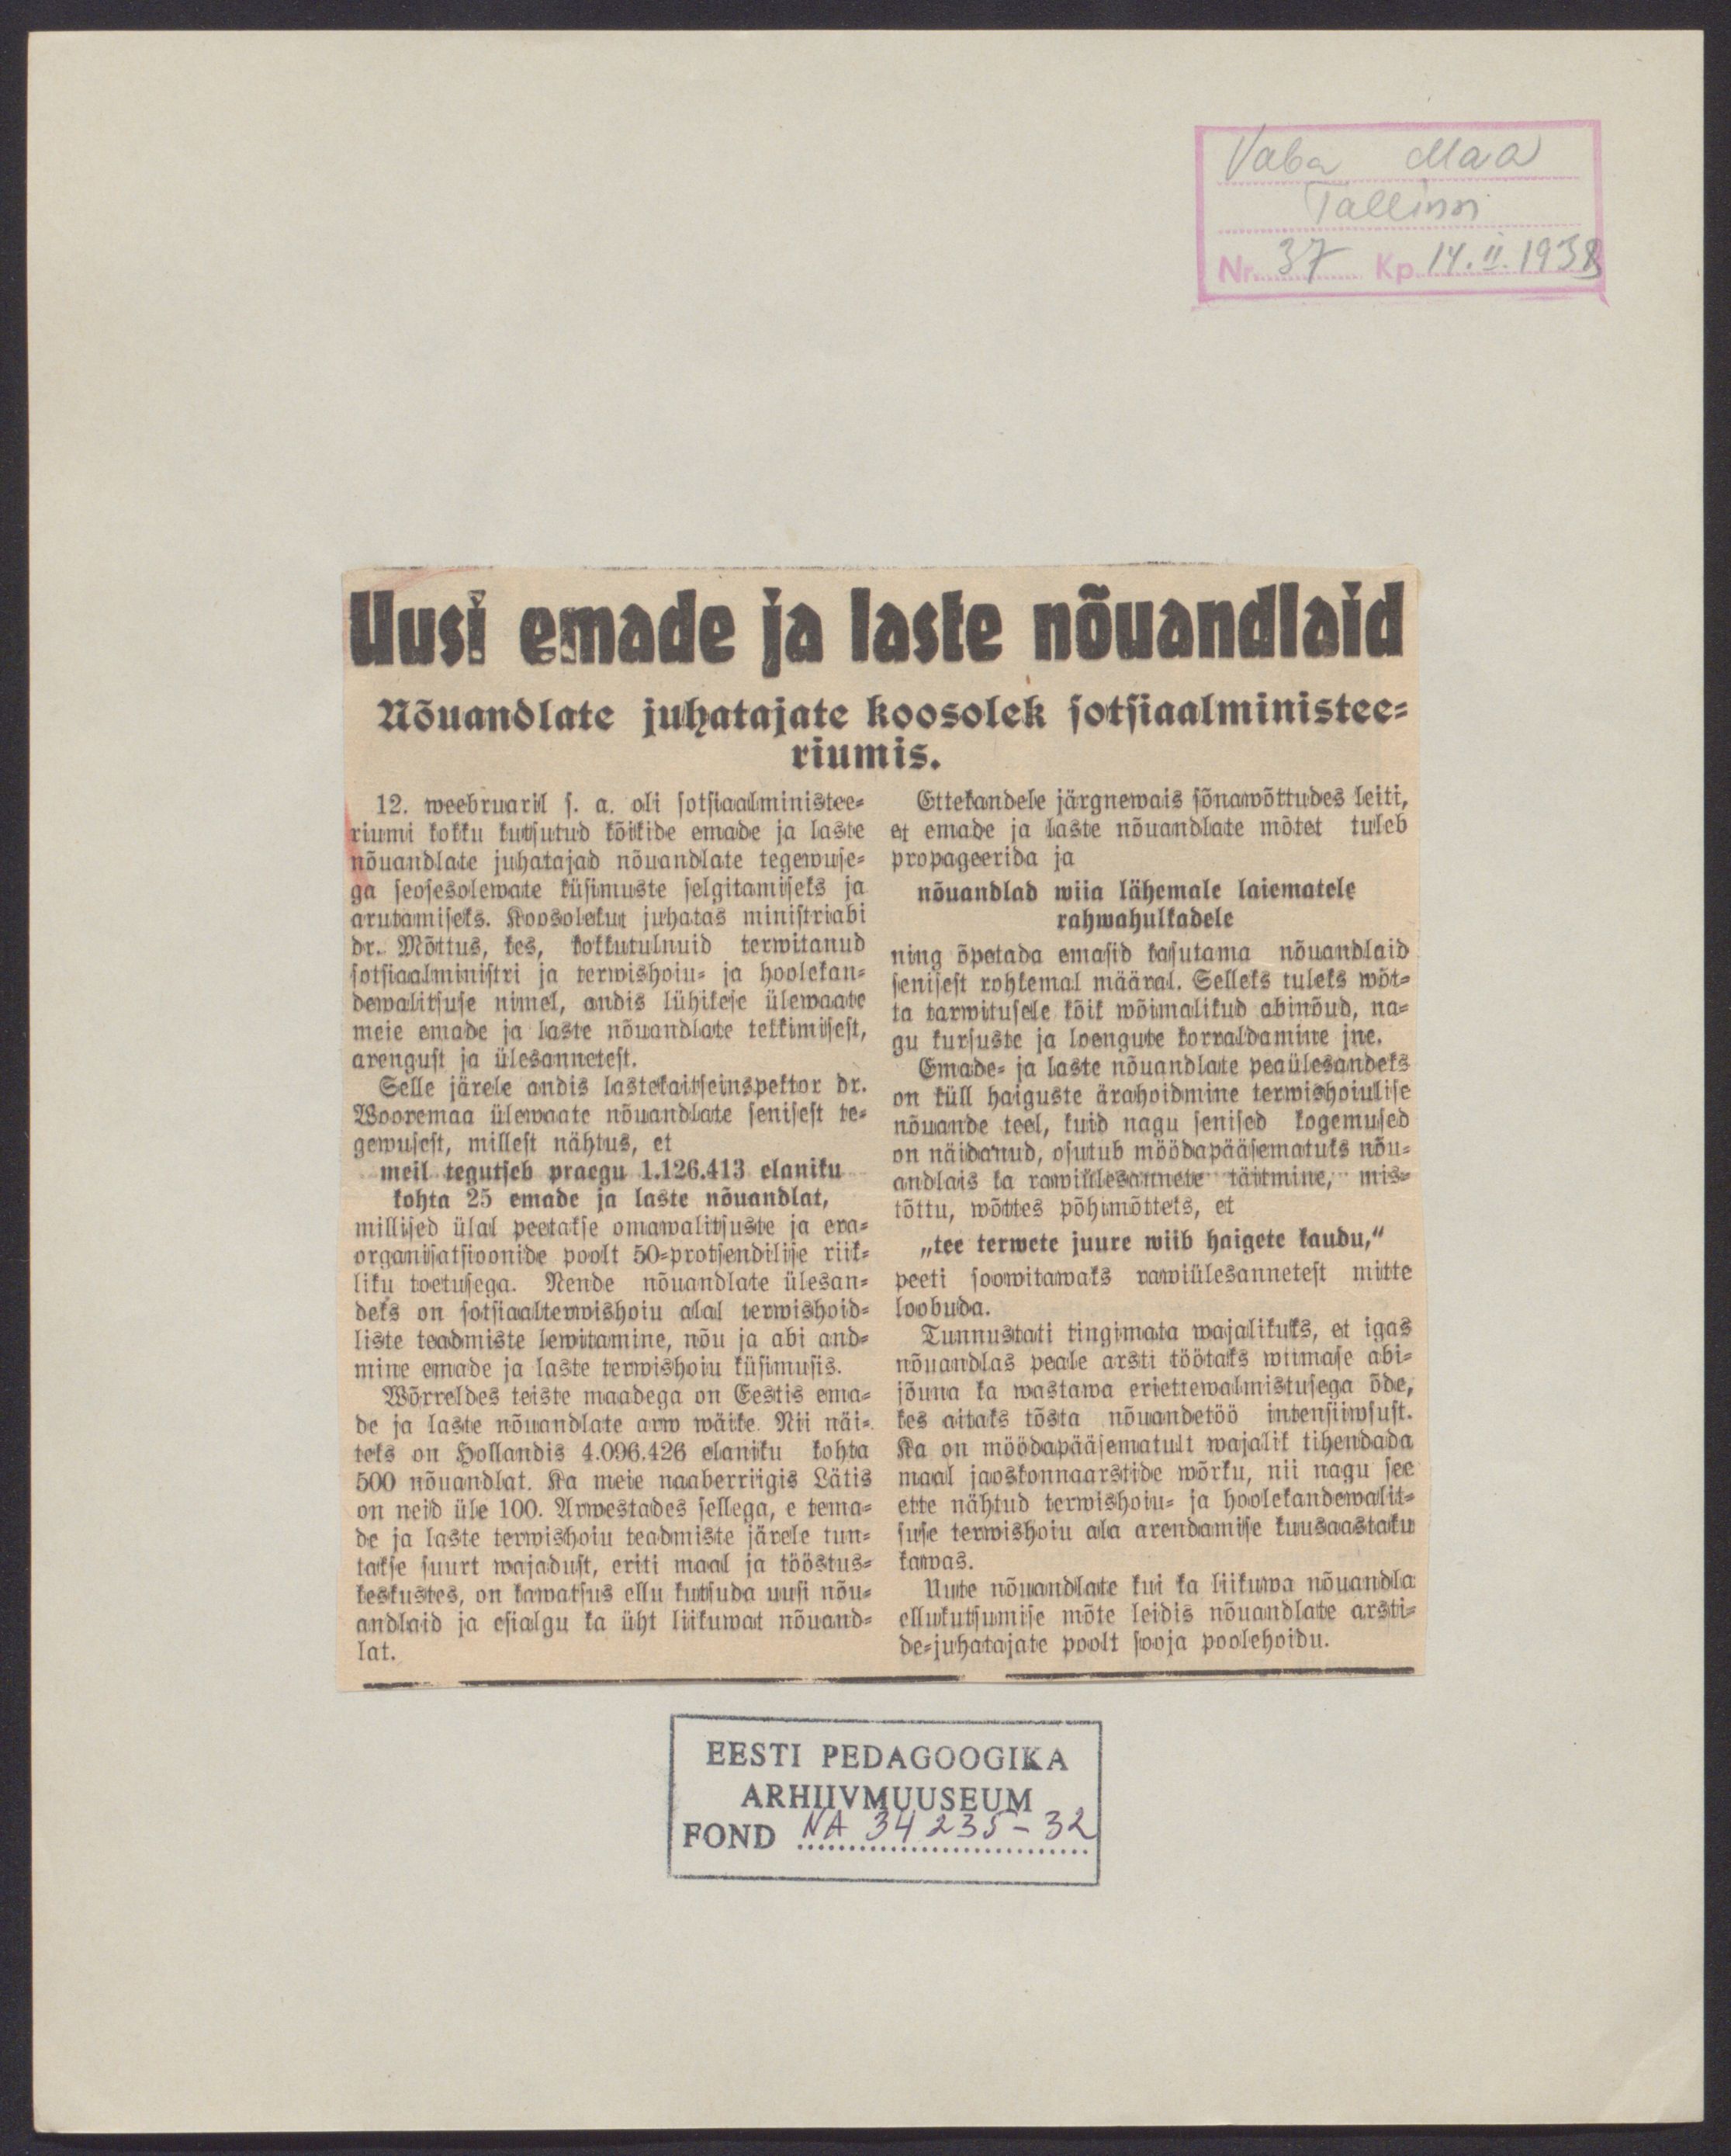 Vaba Maa
Tallinn
Nr. 37 Kp. 14.II.1938
Uusi emade ja laste nõuandlaid
Nõuandlate juhatajate koosolek sotsiaalministee-
riumis.
12. weebruaril s. a. oli sotsiaalministee-
riumi kokku kutsutud kõikide emade ja laste
nõuandlate juhatajad nõuandlate tegewuse-
ga seosesolewate küsimuste selgitamiseks ja
arutamiseks. Koosolekut juhatas ministriabi
dr. Mõttus, kes, kokkutulnuid terwitanud
sotsiaalministri ja terwishoiu- ja hoolekan-
dewalitsuse nimel, andis lühikese ülewaate
meie emade ja laste nõuandlate tekkimisest,
arengust ja ülesannetest.
Selle järele andis lastekaitseinspektor dr.
Wooremaa ülewaate nõuandlate senisest te-
gewusest, millest nähtus, et
meil tegutseb praegu 1.126.413 elaniku
kohta 25 emade ja laste nõuandlat,
millised ülal peetakse omawalitsuste ja era-
organisatsioonide poolt 50-protsendilise riik-
liku toetusega. Nende nõuandlate ülesan-
deks on sotsiaalterwishoiu alal terwishoid-
liste teadmiste lewitamine, nõu ja abi and-
mine emade ja laste terwishoiu küsimusis.
Wõrreldes teiste maadega on Eestis ema-
de ja laste nõuandlate arw wäike. Nii näi-
teks on Hollandis 4.096.426 elaniku kohta
500 nõuandlat. Ka meie naaberriigis Lätis
on neid üle 100. Arwestades sellega, e tema-
de ja laste terwishoiu teadmiste järele tun-
takse suurt wajadust, eriti maal ja tööstus-
keskustes, on kawatsus ellu kutsuda uusi nõu-
andlaid ja esialgu ka üht liikuwat nõuand-
lat.
Ettekandele järgnewais sõnawõttudes leiti,
et emade ja laste nõuandlate mõtet tuleb
propageerida ja
nõuandlad wiia lähemale laiematele
rahwahulkadele
ning õpetada emasid kasutama nõuandlaid
senisest rohkemal määral. Selleks tuleks wõt-
ta tarwitusele kõik wõimalikud abinõud, na-
gu kursuste ja loengute korraldamine jne.
Emade- ja laste nõuandlate peaülesandeks
on küll haiguste ärahoidmine terwishoiulise
nõuande teel, kuid nagu senised kogemused
on näidanud, osutub möödapääsematuks nõu-
andlais ka rawiülesannete täitmine, mis-
tõttu, wõttes põhimõtteks, et
„tee terwete juure wiib haigete kaudu,"
peeti soowitawaks rawiülesannetest mitte
loobuda.
Tunnustati tingimata wajalikuks, et igas
nõuandlas peale arsti töötaks wiimase abi-
jõuna ka wastawa eriettewalmistusega õde,
kes aitaks tõsta nõuandetöö intensiiwsust.
Ka on möödapääsematult wajalik tihendada
maal jaoskonnaarstide wõrku, nii nagu see
ette nähtud terwishoiu- ja hoolekandewalit-
suse terwishoiu ala arendamise kuusaastaku
kawas.
Uute nõuandlate kui ka liikuwa nõuandla
ellukutsumise mõte leidis nõuandlate arsti-
de-juhatajate poolt sooja poolehoidu.
EESTI PEDAGOOGIKA
ARHIIVMUUSEUM
FOND NA 34235-32